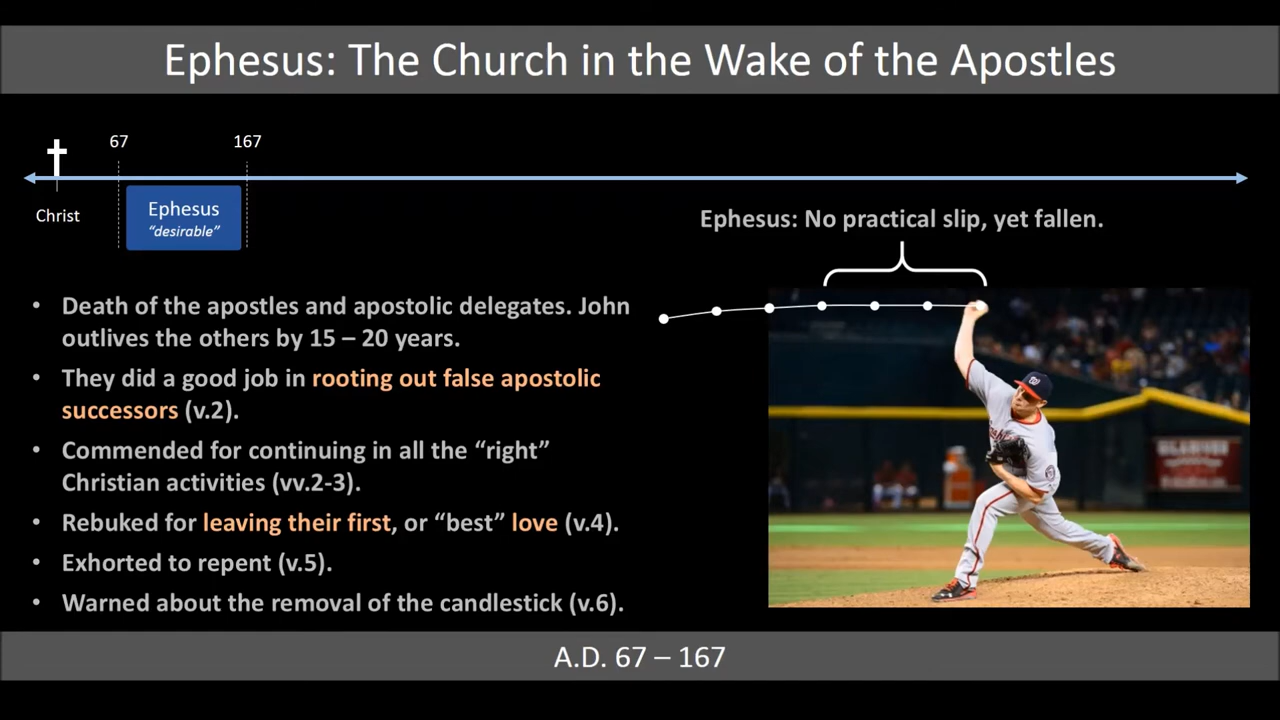 Ephesus: The Church in the Wake of the Apostles
67
167
Christ
Ephesus
“desirable”
Ephesus: No practical slip, yet fallen.
• Death of the apostles and apostolic delegates. John
outlives the others by 15 – 20 years.
• They did a good job in rooting out false apostolic
successors (v.2).
• Commended for continuing in all the “right”
Christian activities (vv.2-3).
• Rebuked for leaving their first, or “best” love (v.4).
• Exhorted to repent (v.5).
• Warned about the removal of the candlestick (v.6).
W
A.D. 67 – 167